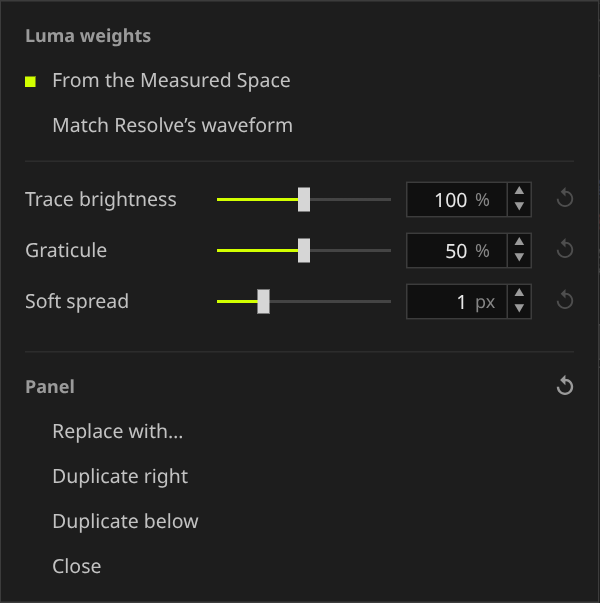 Luma weights
From the Measured Space
Match Resolve’s waveform
Trace brightness 100 %
Graticule 50 %
Soft spread 1 px
Panel
Replace with...
Duplicate right
Duplicate below
Close